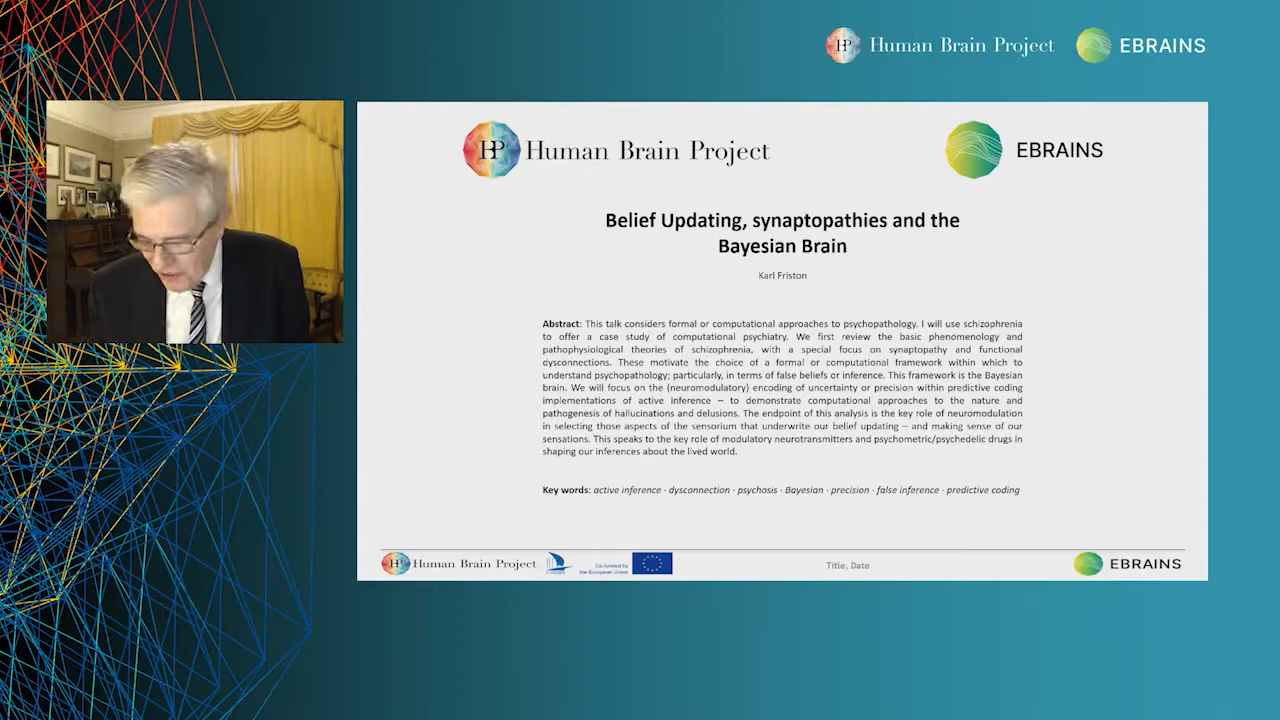 Human Brain Project
EBRAINS
HP Human Brain Project
EBRAINS
Belief Updating, synaptopathies and the
Bayesian Brain
Karl Friston
Abstract: This talk considers formal or computational approaches to psychopathology. I will use schizophrenia
to offer a case study of computational psychiatry. We first review the basic phenomenology and
pathophysiological theories of schizophrenia, with a special focus on synaptopathy and functional
dysconnections. These motivate the choice of a formal or computational framework within which to
understand psychopathology; particularly, in terms of false beliefs or inference. This framework is the Bayesian
brain. We will focus on the (neuromodulatory) encoding of uncertainty or precision within predictive coding
implementations of active inference – to demonstrate computational approaches to the nature and
pathogenesis of hallucinations and delusions. The endpoint of this analysis is the key role of neuromodulation
in selecting those aspects of the sensorium that underwrite our belief updating – and making sense of our
sensations. This speaks to the key role of modulatory neurotransmitters and psychometric/psychedelic drugs in
shaping our inferences about the lived world.
Key words: active inference · dysconnection · psychosis · Bayesian · precision · false inference · predictive coding
Human Brain Project
Co-funded by
the European Union
Title, Date
EBRAINS